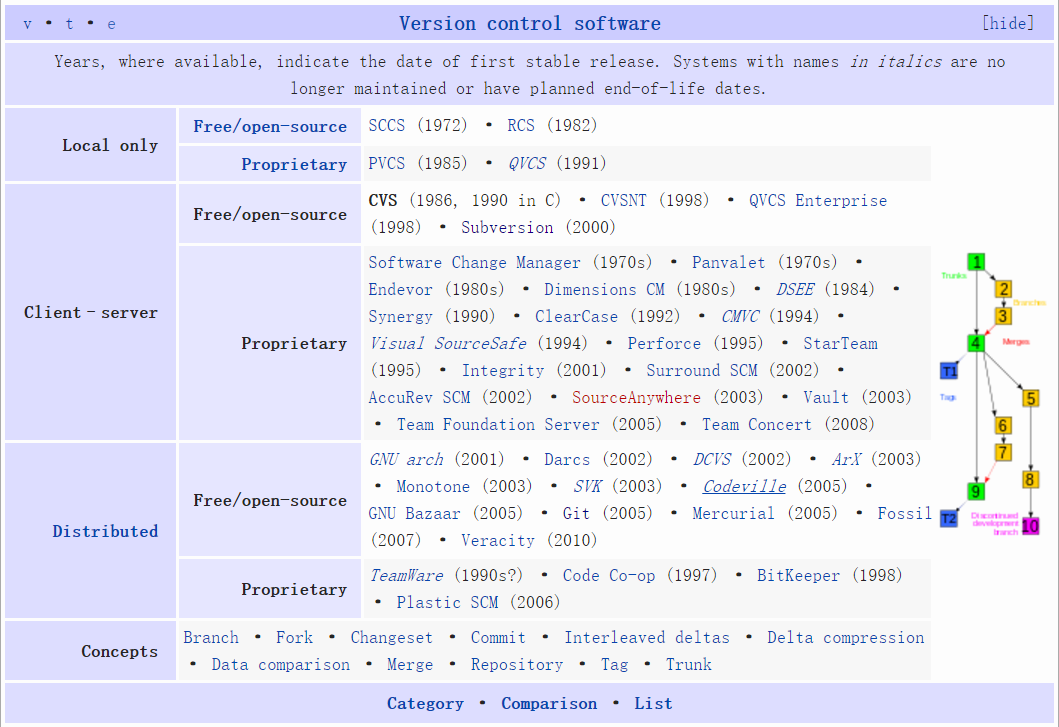 v • t • e
Version control software
[hide]
Years, where available, indicate the date of first stable release. Systems with names in italics are no
longer maintained or have planned end-of-life dates.
Local only
Free/open-source
SCCS (1972) • RCS (1982)
Proprietary
PVCS (1985) • QVCS (1991)
Client–server
Free/open-source
CVS (1986, 1990 in C) • CVSNT (1998) • QVCS Enterprise
(1998) • Subversion (2000)
Proprietary
Software Change Manager (1970s) • Panvalet (1970s) •
Endevor (1980s) • Dimensions CM (1980s) • DSEE (1984) •
Synergy (1990) • ClearCase (1992) • CMVC (1994) •
Visual SourceSafe (1994) • Perforce (1995) • StarTeam
(1995) • Integrity (2001) • Surround SCM (2002) •
AccuRev SCM (2002) • SourceAnywhere (2003) • Vault (2003)
• Team Foundation Server (2005) • Team Concert (2008)
Distributed
Free/open-source
GNU arch (2001) • Darcs (2002) • DCVS (2002) • ArX (2003)
• Monotone (2003) • SVK (2003) • Codeville (2005) •
GNU Bazaar (2005) • Git (2005) • Mercurial (2005) • Fossil
(2007) • Veracity (2010)
Proprietary
TeamWare (1990s?) • Code Co-op (1997) • BitKeeper (1998)
• Plastic SCM (2006)
Concepts
Branch • Fork • Changeset • Commit • Interleaved deltas • Delta compression
• Data comparison • Merge • Repository • Tag • Trunk
Category • Comparison • List
1
Trunks
2
Branches
3
Merges
4
T1
Tags
5
6
7
8
9
T2
Discontinued
development
branch
10